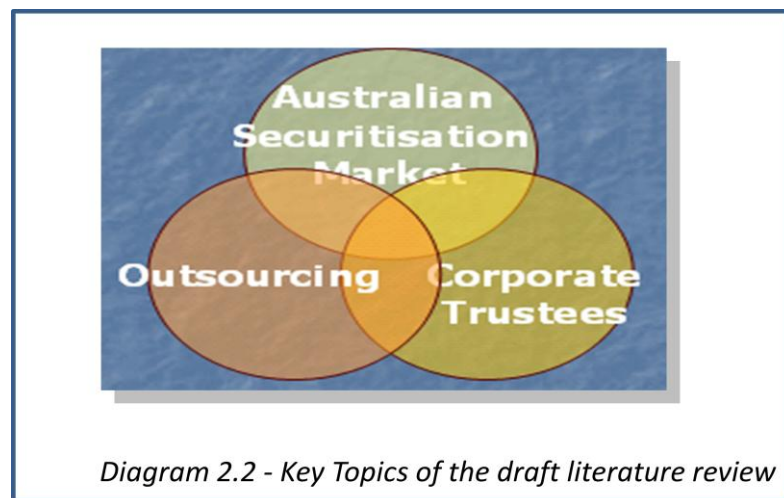 Australian
Securitisation
Market
Outsourcing
Corporate
Trustees
Diagram 2.2 - Key Topics of the draft literature review